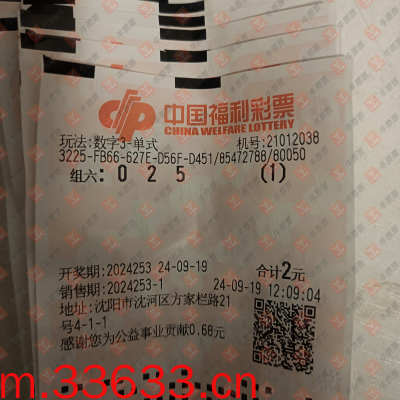 中国福利彩票
CHINA WELFARE LOTTERY
玩法:数字3-单式 机号:21012038
3225-FB66-627E-D56F-D451/85472788/80050
组六: 0 2 5 (1)
开奖期:2024253 24-09-19 合计2元
销售期:2024253-1 24-09-19 12:09:04
地址:沈阳市沈河区方家栏路21
号4-1-1
感谢您为公益事业贡献0.68元
m.33633.cn